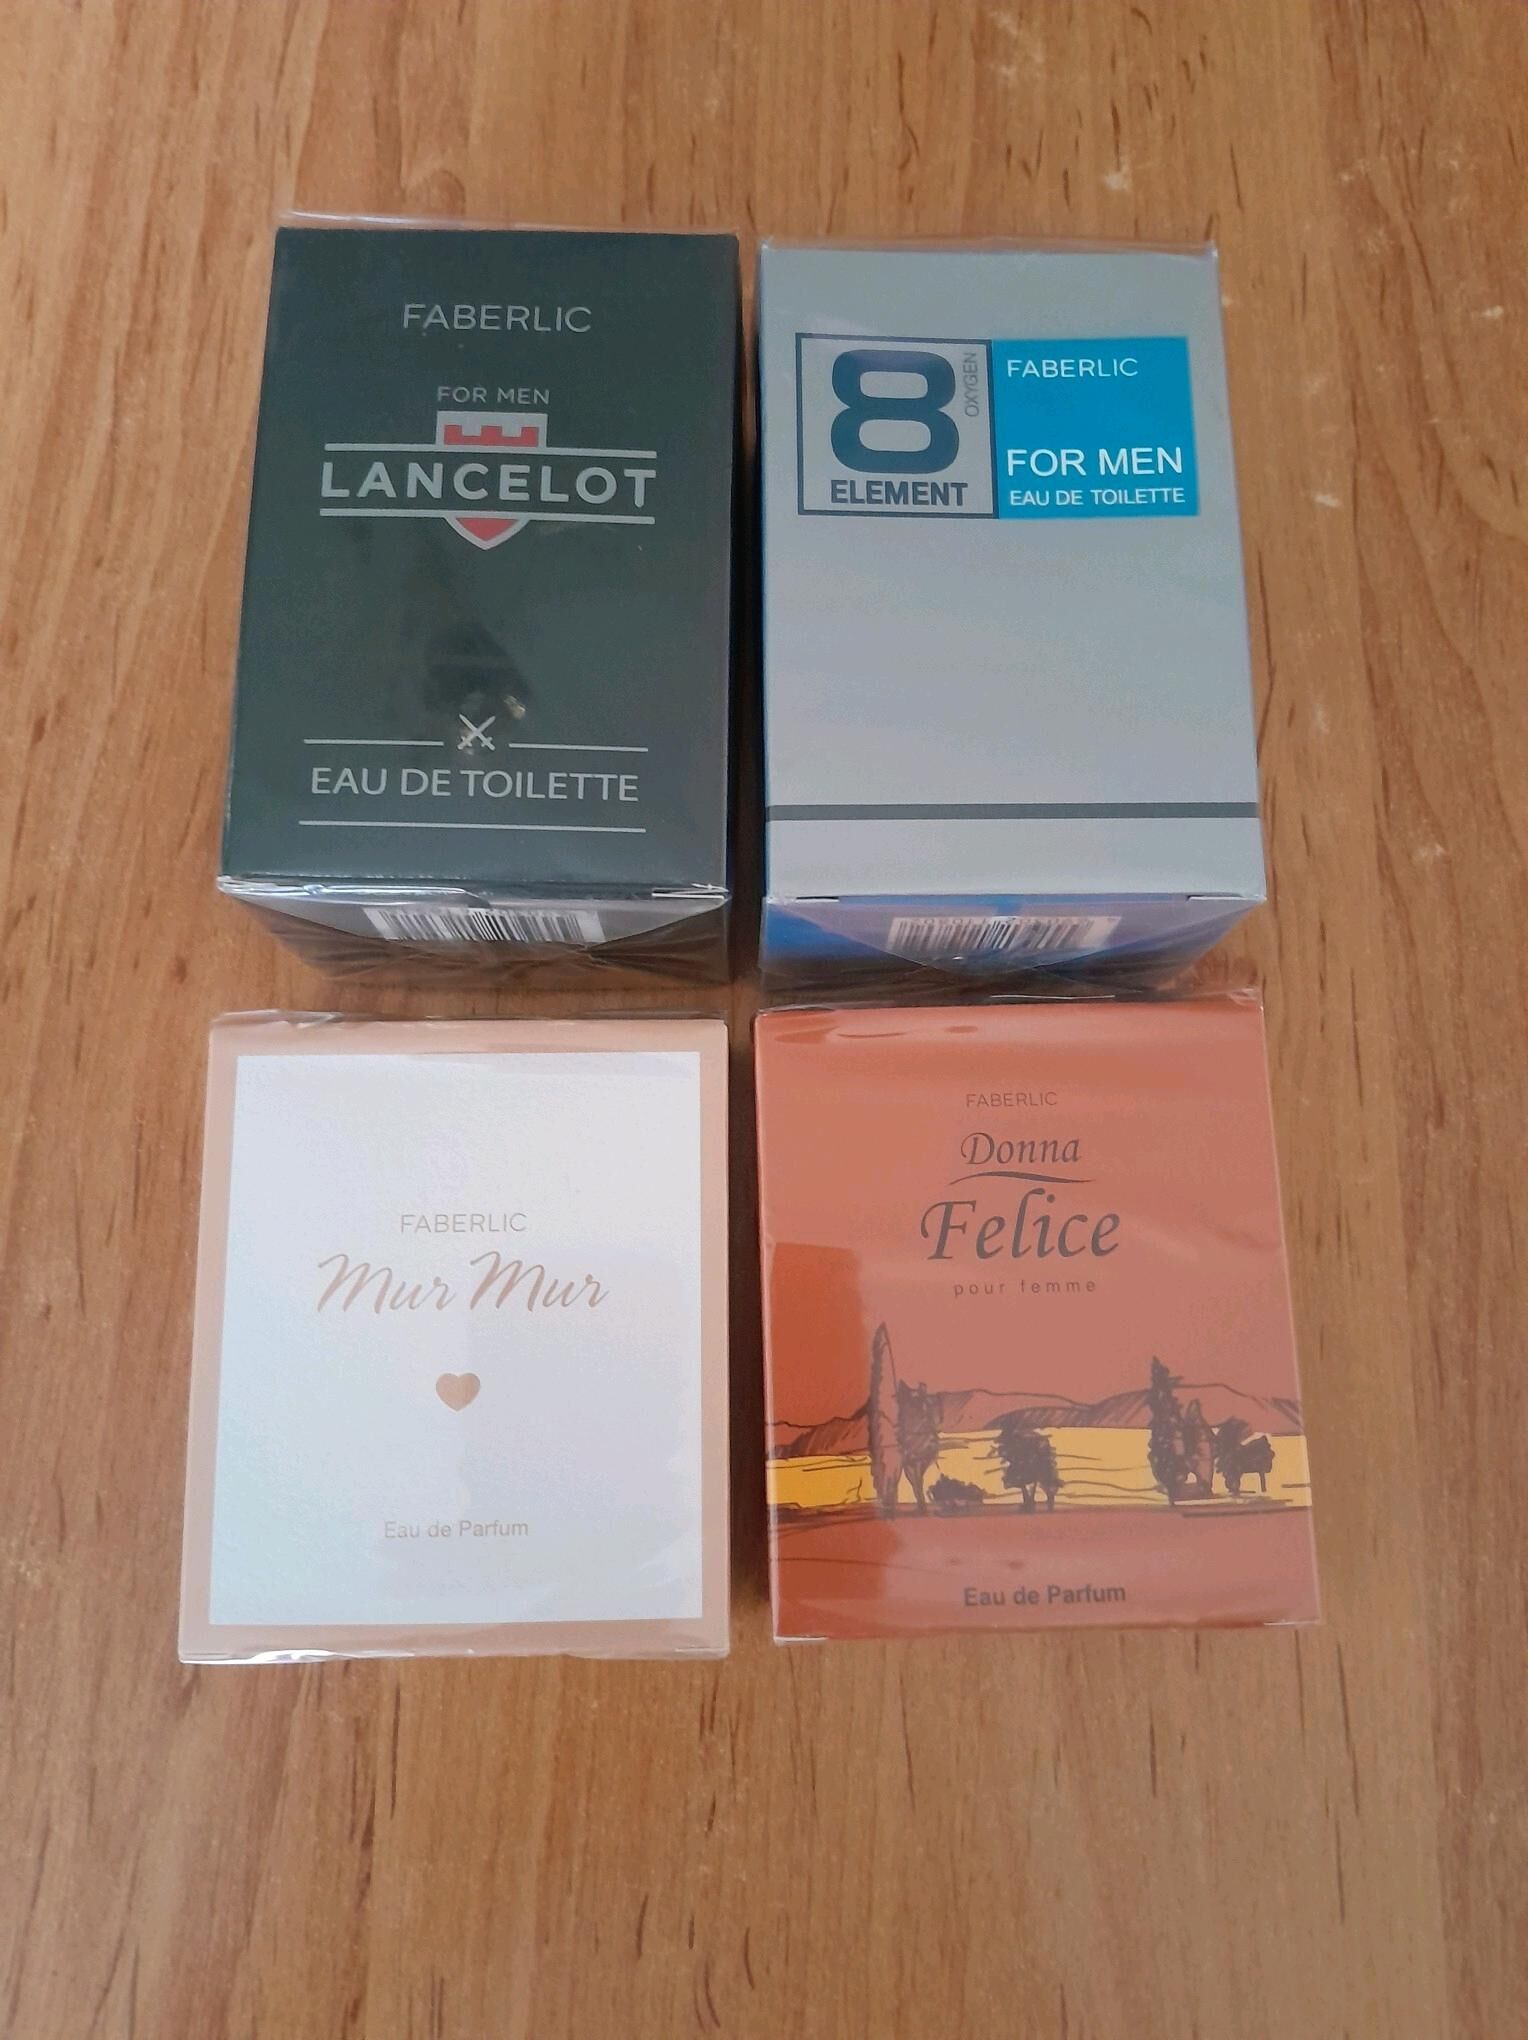 FABERLIC
FOR MEN
LANCELOT
EAU DE TOILETTE
8
OXYGEN
ELEMENT
FABERLIC
FOR MEN
EAU DE TOILETTE
FABERLIC
Mur Mur
Eau de Parfum
FABERLIC
Donna
Felice
pour femme
Eau de Parfum